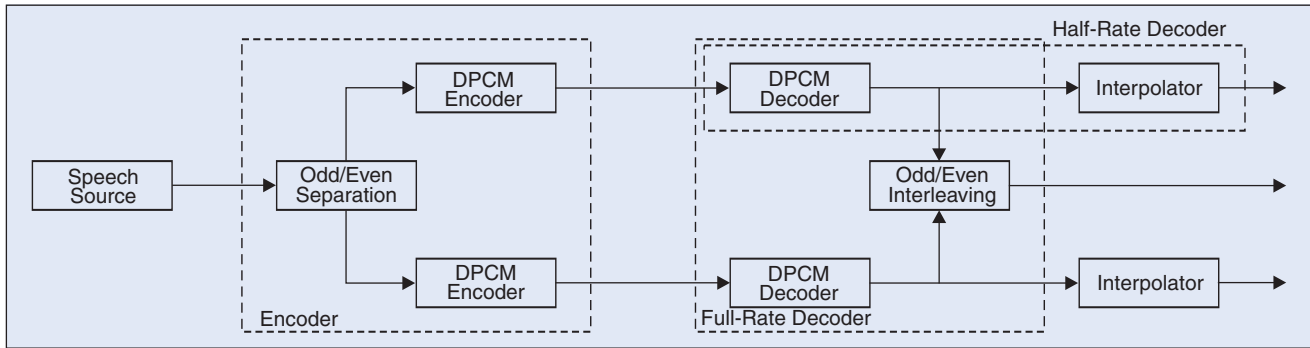 Half-Rate Decoder
DPCM
Encoder
DPCM
Decoder
Interpolator
Speech
Source
Odd/Even
Separation
Odd/Even
Interleaving
DPCM
Encoder
DPCM
Decoder
Interpolator
Encoder
Full-Rate Decoder